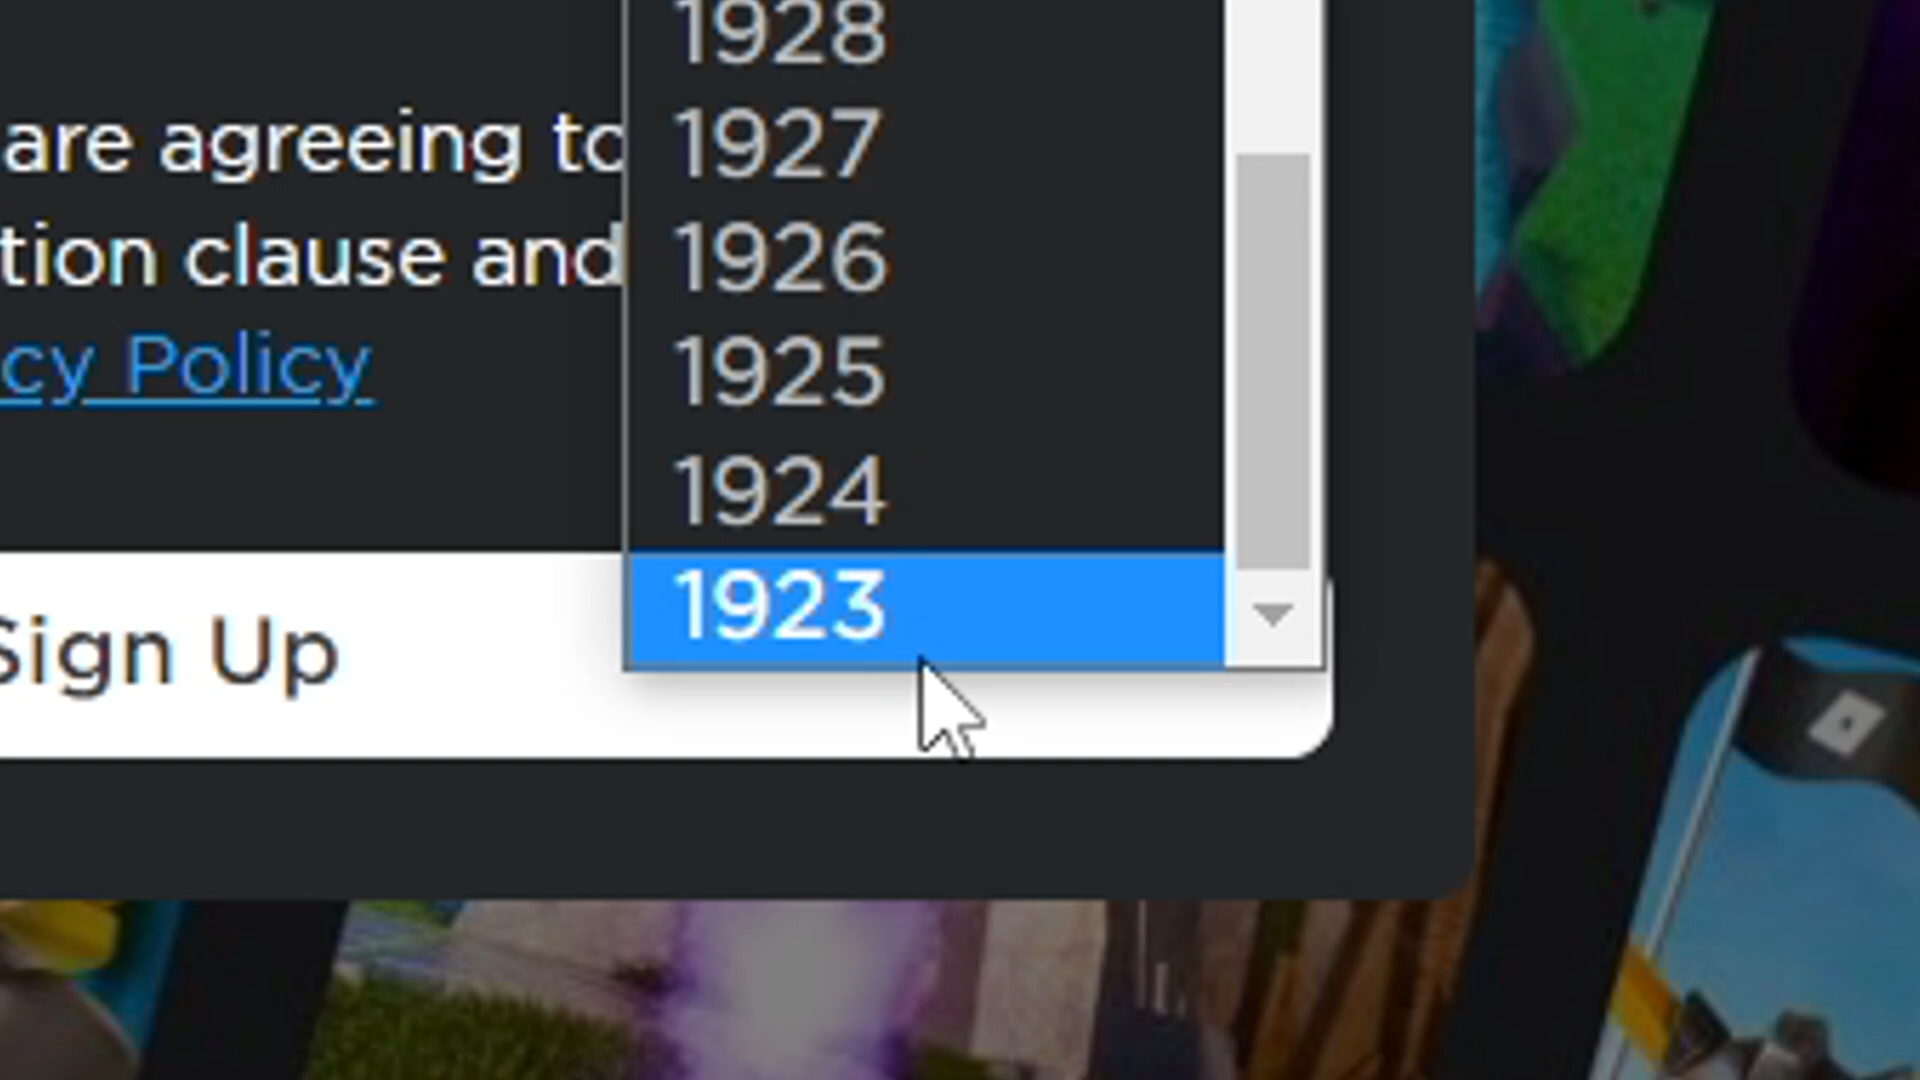 1928
are agreeing to
1927
tion clause and
1926
cy Policy
1925
1924
1923
Sign Up